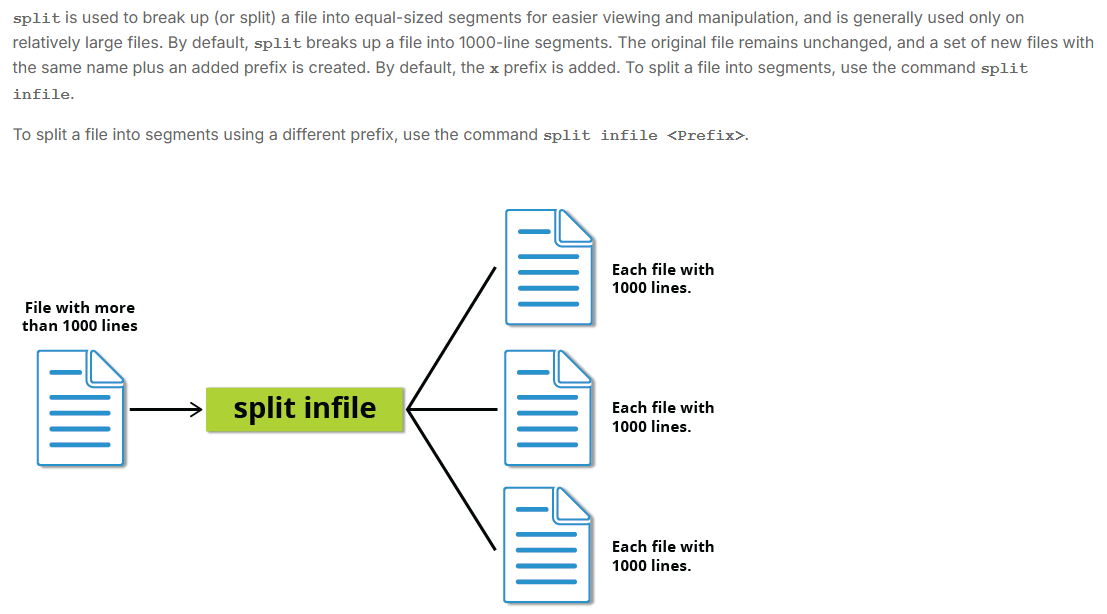 split is used to break up (or split) a file into equal-sized segments for easier viewing and manipulation, and is generally used only on
relatively large files. By default, split breaks up a file into 1000-line segments. The original file remains unchanged, and a set of new files with
the same name plus an added prefix is created. By default, the x prefix is added. To split a file into segments, use the command split
infile.
To split a file into segments using a different prefix, use the command split infile <Prefix>.
File with more
than 1000 lines
split infile
Each file with
1000 lines.
Each file with
1000 lines.
Each file with
1000 lines.